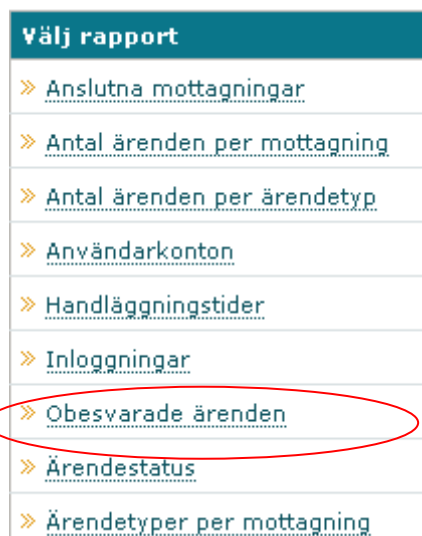 Välj rapport
» Anslutna mottagningar
» Antal ärenden per mottagning
» Antal ärenden per ärendetyp
» Användarkonton
» Handläggningstider
» Inloggningar
» Obesvarade ärenden
» Ärendestatus
» Ärendetyper per mottagning